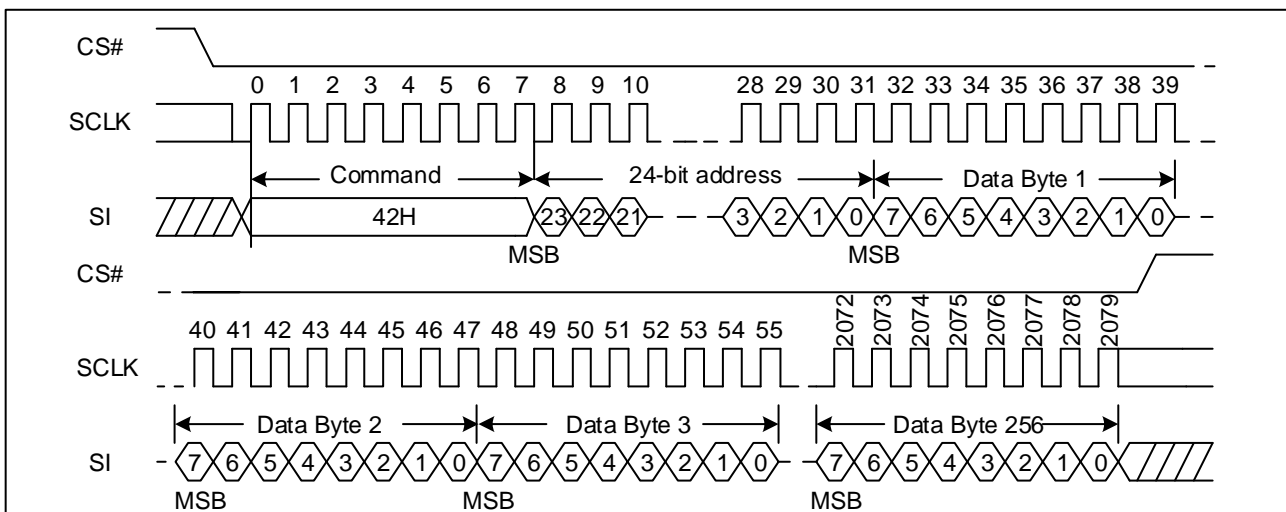 CS#
0 1 2 3 4 5 6 7 8 9 10 28 29 30 31 32 33 34 35 36 37 38 39
SCLK
Command 24-bit address Data Byte 1
SI 42H 23 22 21 3 2 1 0 7 6 5 4 3 2 1 0
MSB MSB
CS#
40 41 42 43 44 45 46 47 48 49 50 51 52 53 54 55 2072 2073 2074 2075 2076 2077 2078 2079
SCLK
Data Byte 2 Data Byte 3 Data Byte 256
SI 7 6 5 4 3 2 1 0 7 6 5 4 3 2 1 0 7 6 5 4 3 2 1 0
MSB MSB MSB